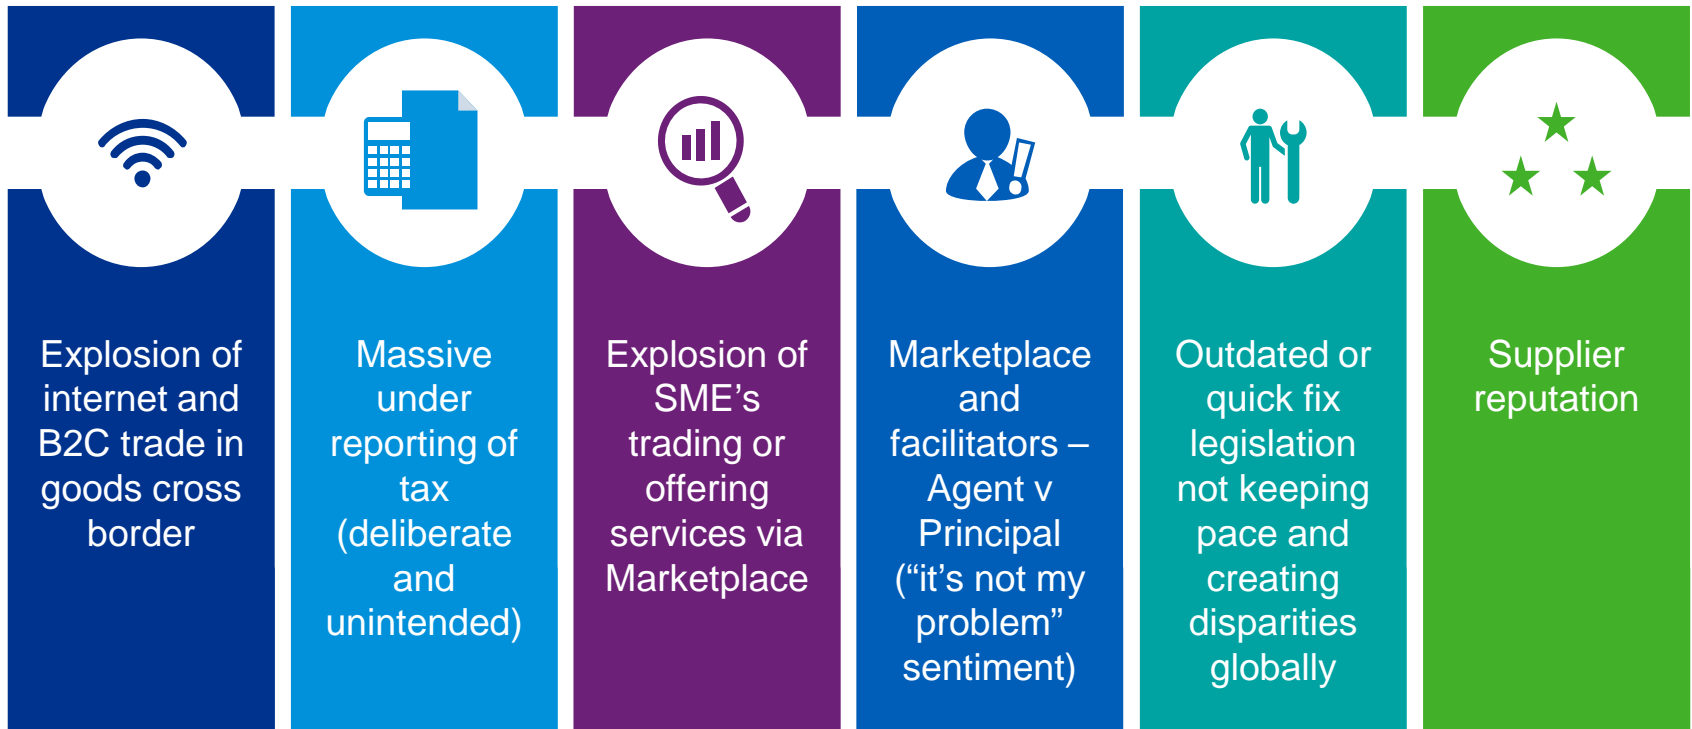 Explosion of
internet and
B2C trade in
goods cross
border
Massive
under
reporting of
tax
(deliberate
and
unintended)
Explosion of
SME’s
trading or
offering
services via
Marketplace
Marketplace
and
facilitators –
Agent v
Principal
(“it’s not my
problem”
sentiment)
Outdated or
quick fix
legislation
not keeping
pace and
creating
disparities
globally
Supplier
reputation